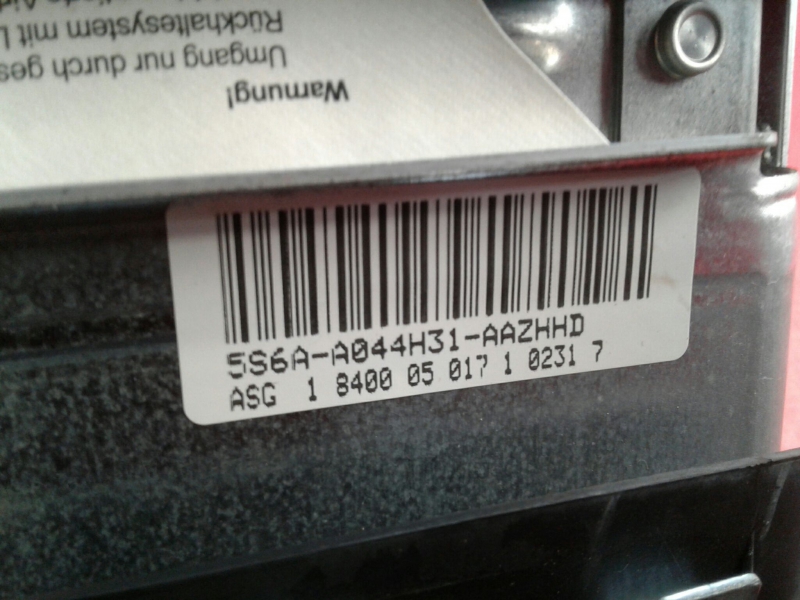 Warnung!
Umgang nur durch ges
Rückhaltesystem mit
5S6A-A044H31-AAZHHD
ASG 1 8400 05 017 1 0231 7